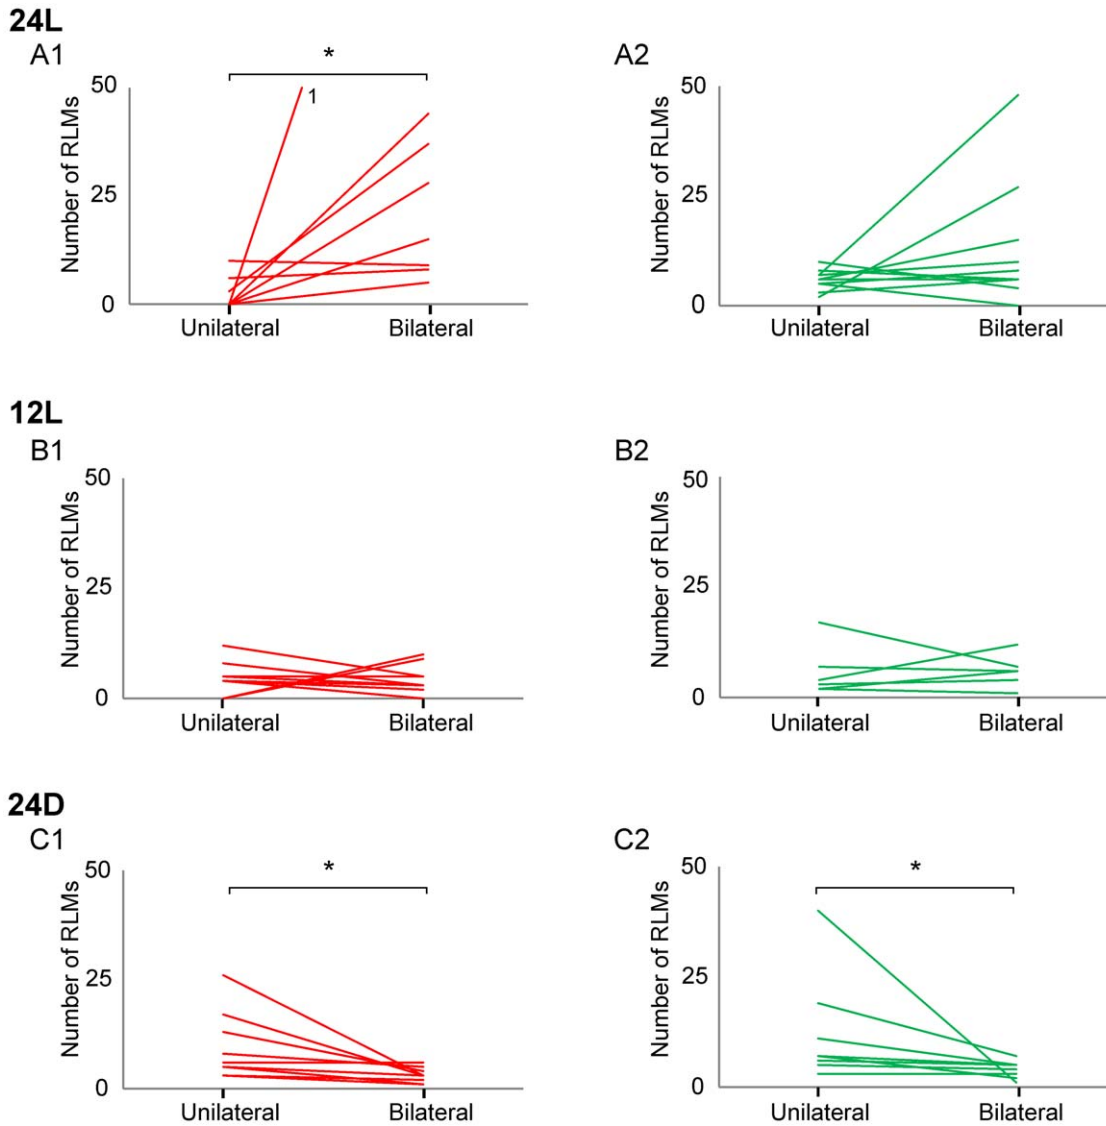 24L
A1
*
1
50
25
0
Number of RLMs
Unilateral
Bilateral
A2
50
25
0
Number of RLMs
Unilateral
Bilateral
12L
B1
50
25
0
Number of RLMs
Unilateral
Bilateral
B2
50
25
0
Number of RLMs
Unilateral
Bilateral
24D
C1
*
50
25
0
Number of RLMs
Unilateral
Bilateral
C2
*
50
25
0
Number of RLMs
Unilateral
Bilateral